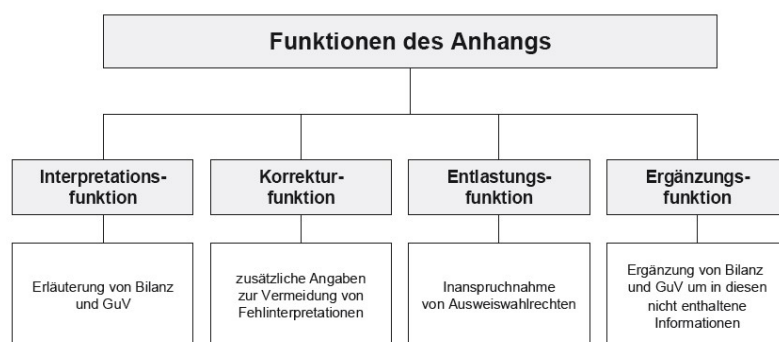 Funktionen des Anhangs
Interpretations-
funktion
Korrektur-
funktion
Entlastungs-
funktion
Ergänzungs-
funktion
Erläuterung von Bilanz
und GuV
zusätzliche Angaben
zur Vermeidung von
Fehlinterpretationen
Inanspruchnahme
von Ausweiswahlrechten
Ergänzung von Bilanz
und GuV um in diesen
nicht enthaltene
Informationen